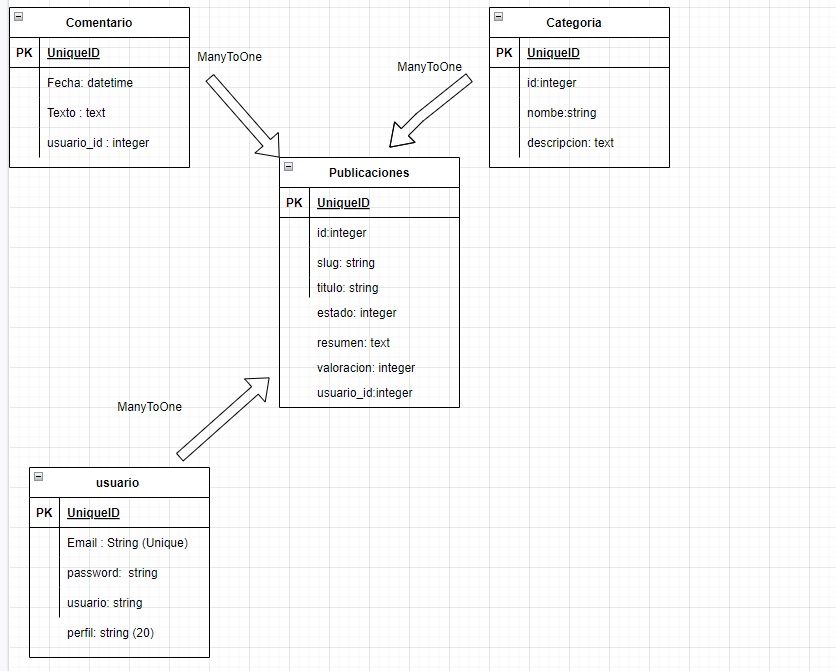 Comentario
PK UniqueID
Fecha: datetime
Texto : text
usuario_id : integer
ManyToOne
ManyToOne
Categoria
PK UniqueID
id:integer
nombe:string
descripcion: text
Publicaciones
PK UniqueID
id:integer
slug: string
titulo: string
estado: integer
resumen: text
valoracion: integer
usuario_id:integer
ManyToOne
usuario
PK UniqueID
Email : String (Unique)
password: string
usuario: string
perfil: string (20)